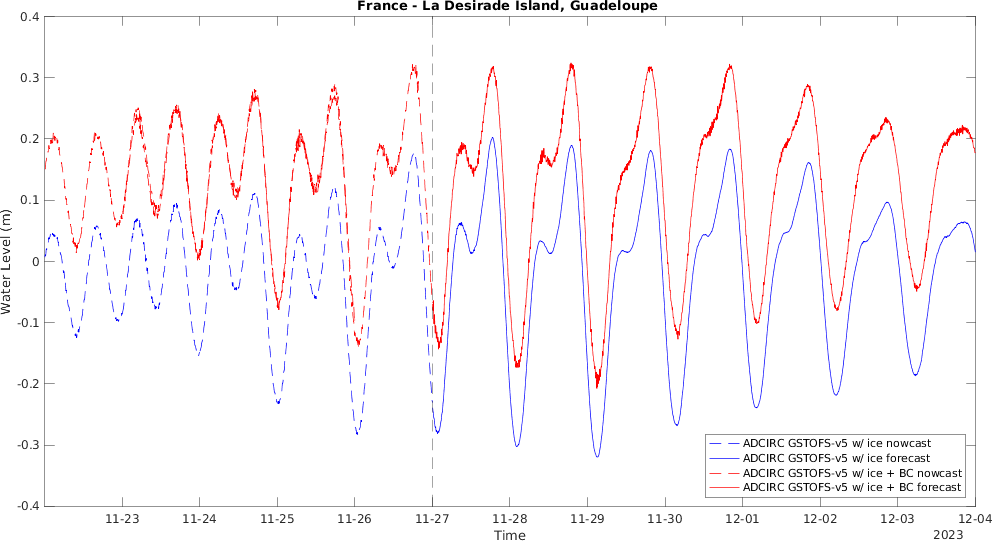 France - La Desirade Island, Guadeloupe
0.4
0.3
0.2
0.1
0
-0.1
-0.2
-0.3
-0.4
Water Level (m)
ADCIRC GSTOFS-v5 w/ ice nowcast
ADCIRC GSTOFS-v5 w/ ice forecast
ADCIRC GSTOFS-v5 w/ ice + BC nowcast
ADCIRC GSTOFS-v5 w/ ice + BC forecast
11-23 11-24 11-25 11-26 11-27 11-28 11-29 11-30 12-01 12-02 12-03 12-04
Time
2023